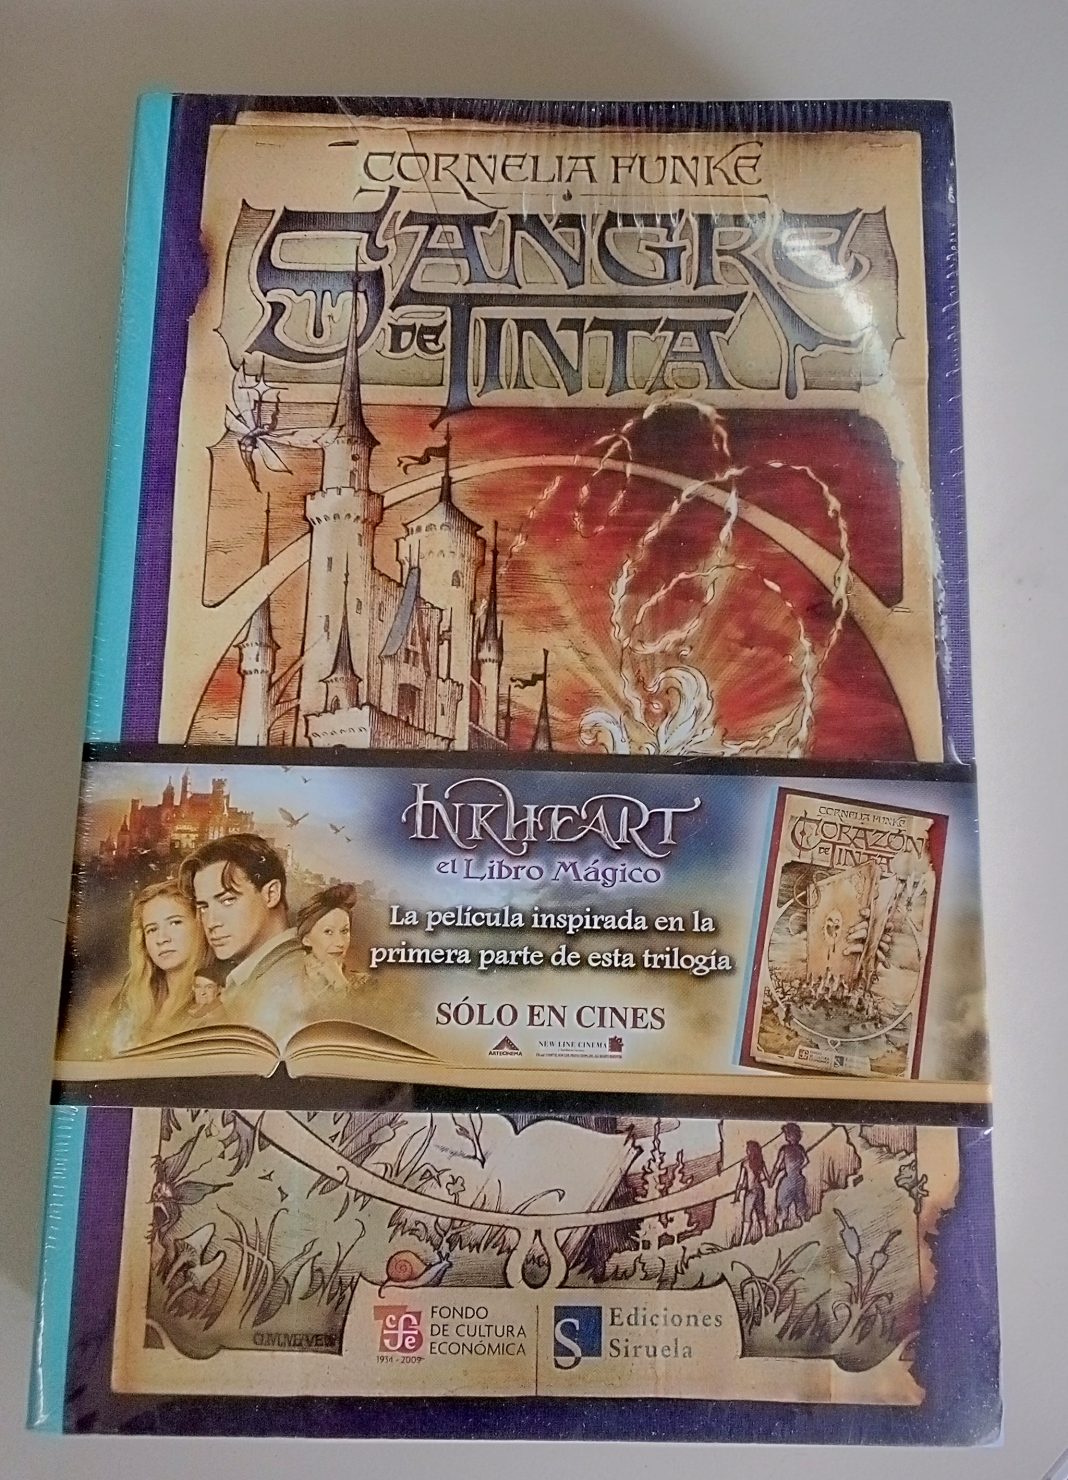 CORNELIA FUNKE
SANGRE
DE TINTA
INKHEART
el Libro Mágico
La película inspirada en la
primera parte de esta trilogía
SÓLO EN CINES
ARTECINEMA
NEW LINE CINEMA
CORNELIA FUNKE
CORAZÓN
DE TINTA
cfe
1934 - 2009
FONDO
DE CULTURA
ECONÓMICA
S
Ediciones
Siruela